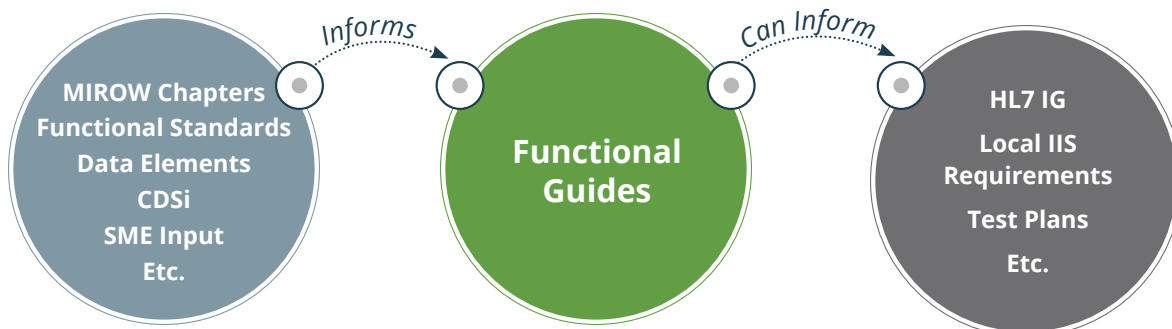 Informs
Can Inform
MIROW Chapters
Functional Standards
Data Elements
CDSi
SME Input
Etc.
Functional
Guides
HL7 IG
Local IIS
Requirements
Test Plans
Etc.